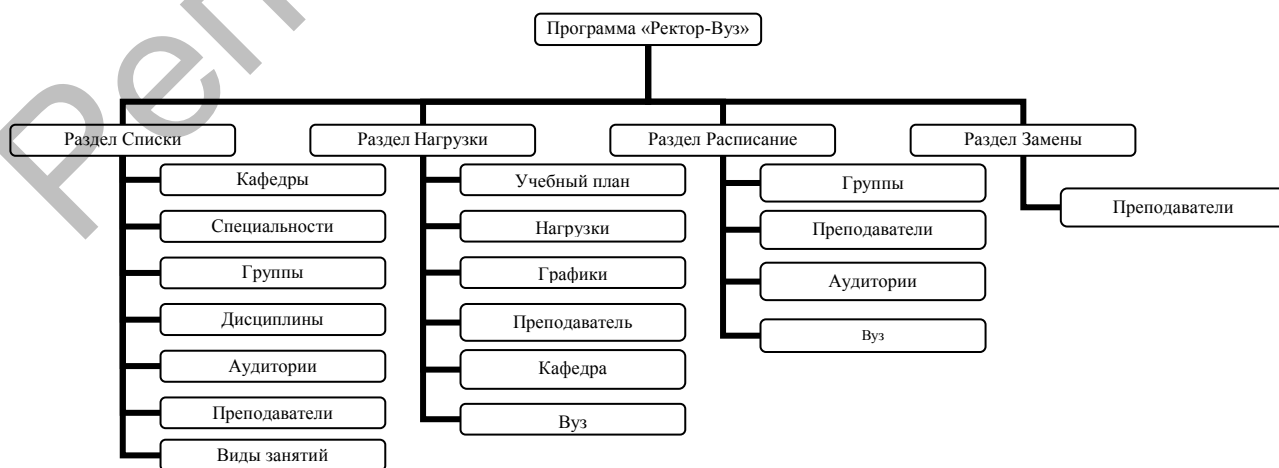 Программа «Ректор-Вуз»
Раздел Списки
Раздел Нагрузки
Раздел Расписание
Раздел Замены
Кафедры
Специальности
Группы
Дисциплины
Аудитории
Преподаватели
Виды занятий
Учебный план
Нагрузки
Графики
Преподаватель
Кафедра
Вуз
Группы
Преподаватели
Аудитории
Вуз
Преподаватели